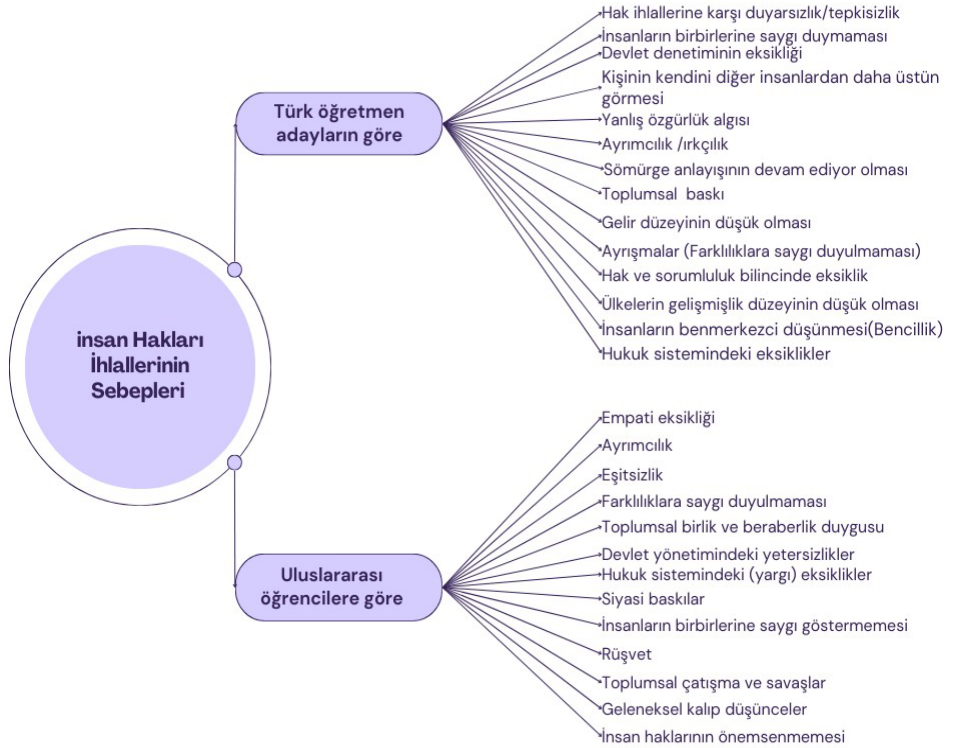 insan Hakları
İhlallerinin
Sebepleri
Türk öğretmen
adayların göre
Hak ihlallerine karşı duyarsızlık/tepkisizlik
İnsanların birbirlerine saygı duymaması
Devlet denetiminin eksikliği
Kişinin kendini diğer insanlardan daha üstün
görmesi
Yanlış özgürlük algısı
Ayrımcılık /ırkçılık
Sömürge anlayışının devam ediyor olması
Toplumsal baskı
Gelir düzeyinin düşük olması
Ayrışmalar (Farklılıklara saygı duyulmaması)
Hak ve sorumluluk bilincinde eksiklik
Ülkelerin gelişmişlik düzeyinin düşük olması
İnsanların benmerkezci düşünmesi(Bencillik)
Hukuk sistemindeki eksiklikler
Uluslararası
öğrencilere göre
Empati eksikliği
Ayrımcılık
Eşitsizlik
Farklılıklara saygı duyulmaması
Toplumsal birlik ve beraberlik duygusu
Devlet yönetimindeki yetersizlikler
Hukuk sistemindeki (yargı) eksiklikler
Siyasi baskılar
İnsanların birbirlerine saygı göstermemesi
Rüşvet
Toplumsal çatışma ve savaşlar
Geleneksel kalıp düşünceler
İnsan haklarının önemsenmemesi